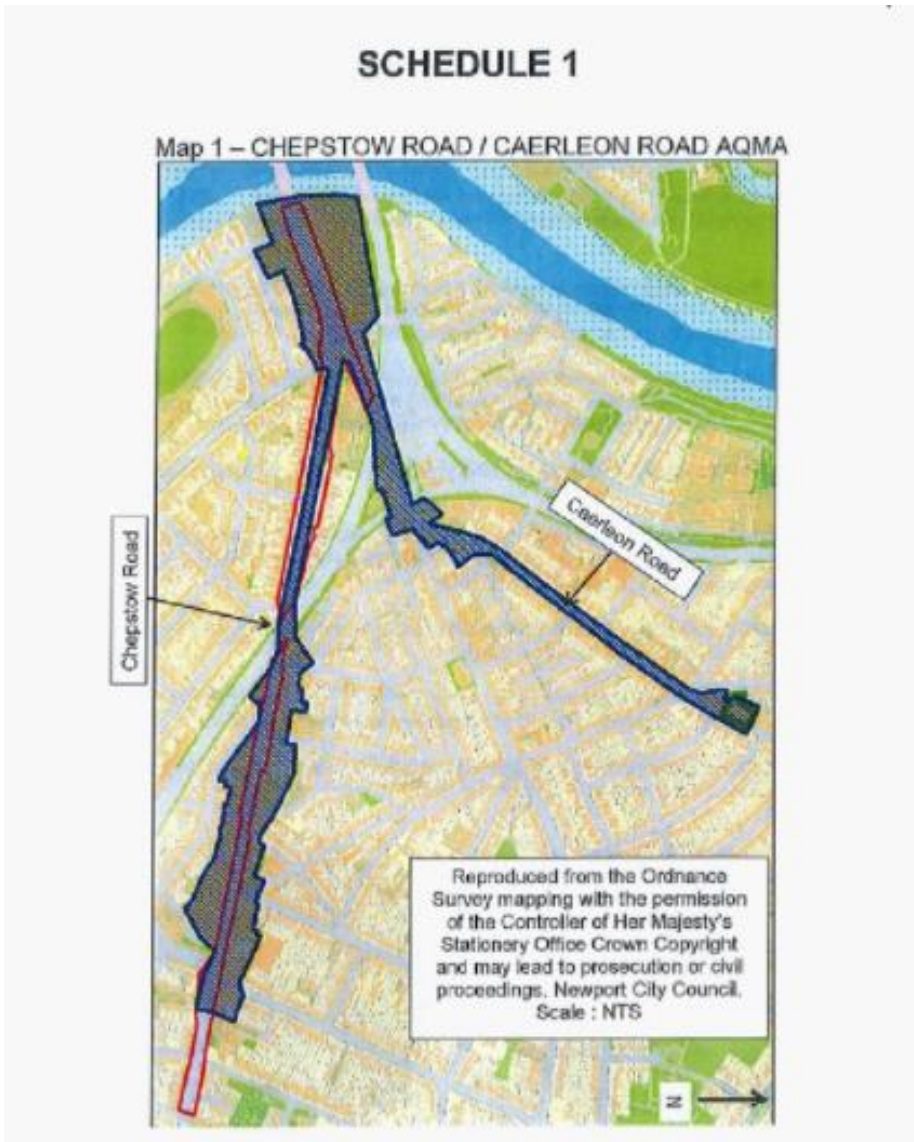 SCHEDULE 1
Map 1 – CHEPSTOW ROAD / CAERLEON ROAD AQMA
Caerleon Road
Chepstow Road
Reproduced from the Ordnance
Survey mapping with the permission
of the Controller of Her Majesty's
Stationery Office Crown Copyright
and may lead to prosecution or civil
proceedings, Newport City Council.
Scale : NTS
N